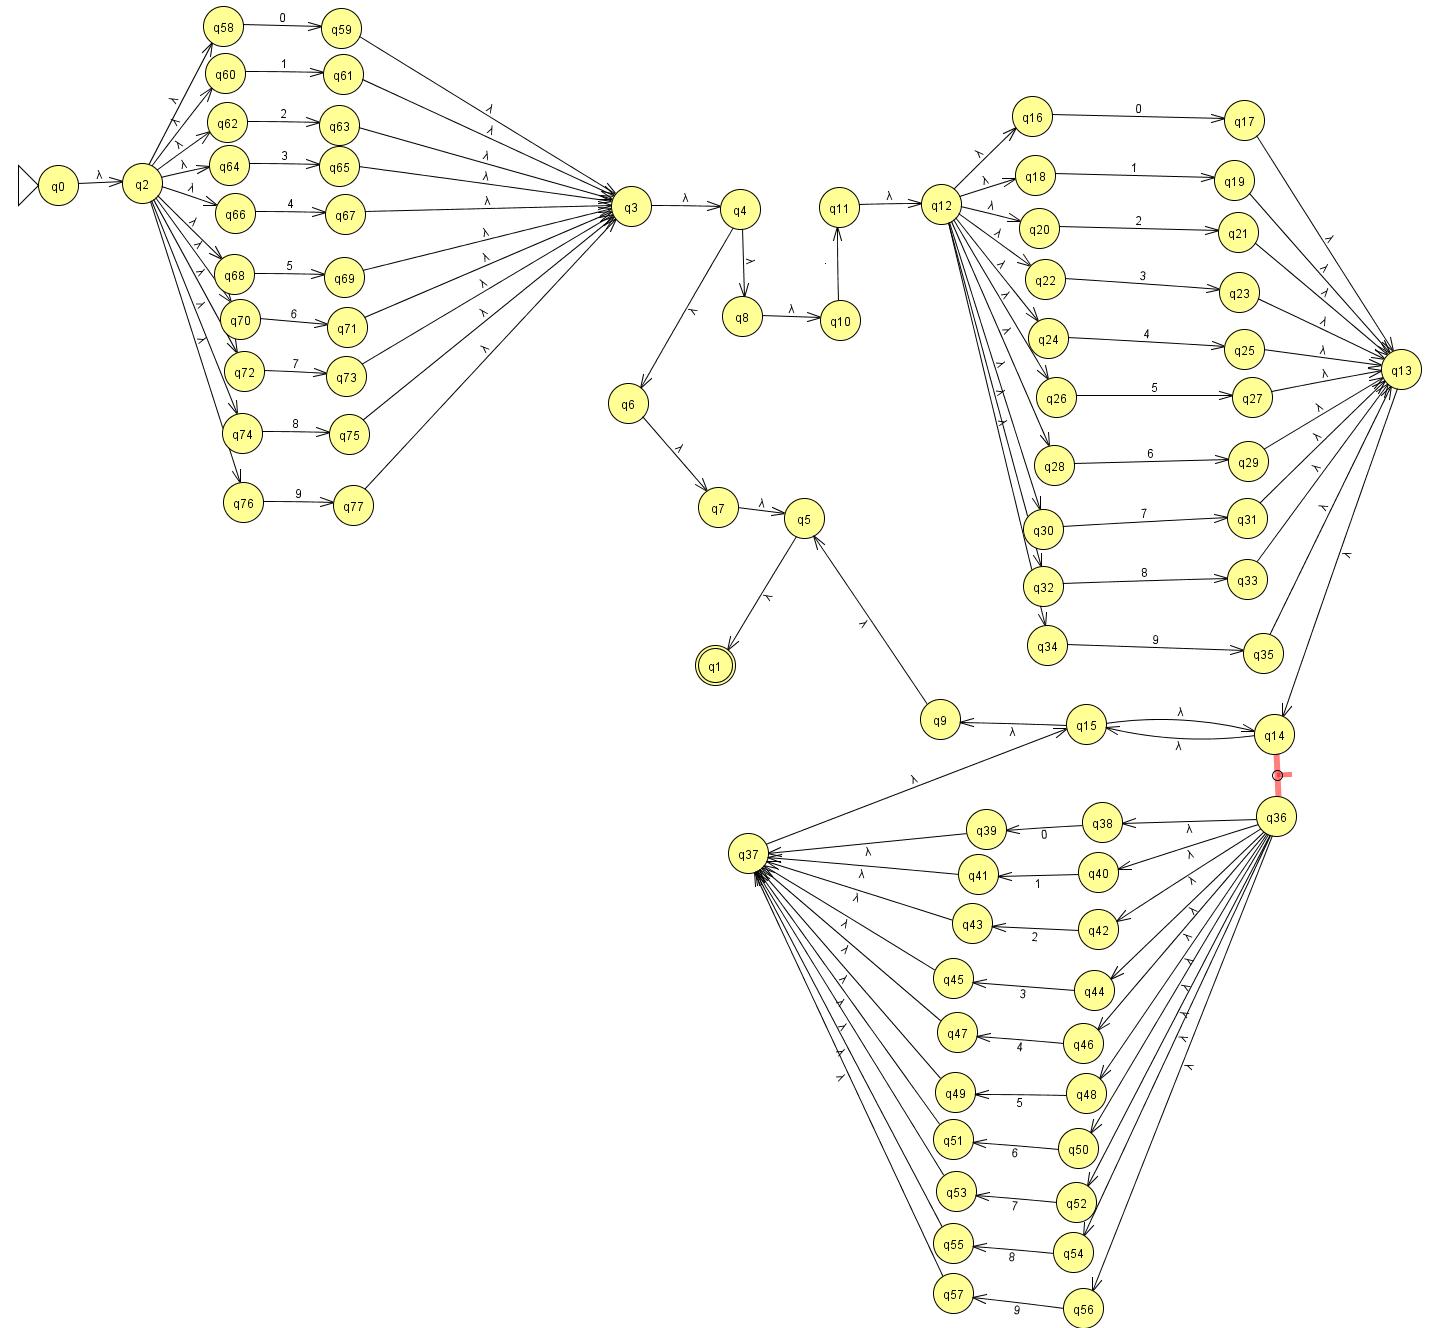 q58 0 q59
q60 1 q61
q62 2 q63
q64 3 q65
q0 λ q2
q66 4 q67
q68 5 q69
q70 6 q71
q72 7 q73
q74 8 q75
q76 9 q77
λ λ λ λ λ λ λ λ λ λ
λ λ λ λ λ λ λ λ λ λ
q3 λ q4
λ λ
q8 λ q10
.
q11 λ q12
q6
λ
q7 λ q5
λ
q1
λ λ λ λ λ λ λ λ λ λ
q16 0 q17
q18 1 q19
q20 2 q21
q22 3 q23
q24 4 q25
q26 5 q27
q28 6 q29
q30 7 q31
q32 8 q33
q34 9 q35
λ λ λ λ λ λ λ λ λ λ
q13
λ
q9 λ q15 λ q14
λ λ
λ
q36
λ λ λ λ λ λ λ λ λ λ
q37 q39 0 q38
q41 1 q40
q43 2 q42
q45 3 q44
q47 4 q46
q49 5 q48
q51 6 q50
q53 7 q52
q55 8 q54
q57 9 q56
λ λ λ λ λ λ λ λ λ λ